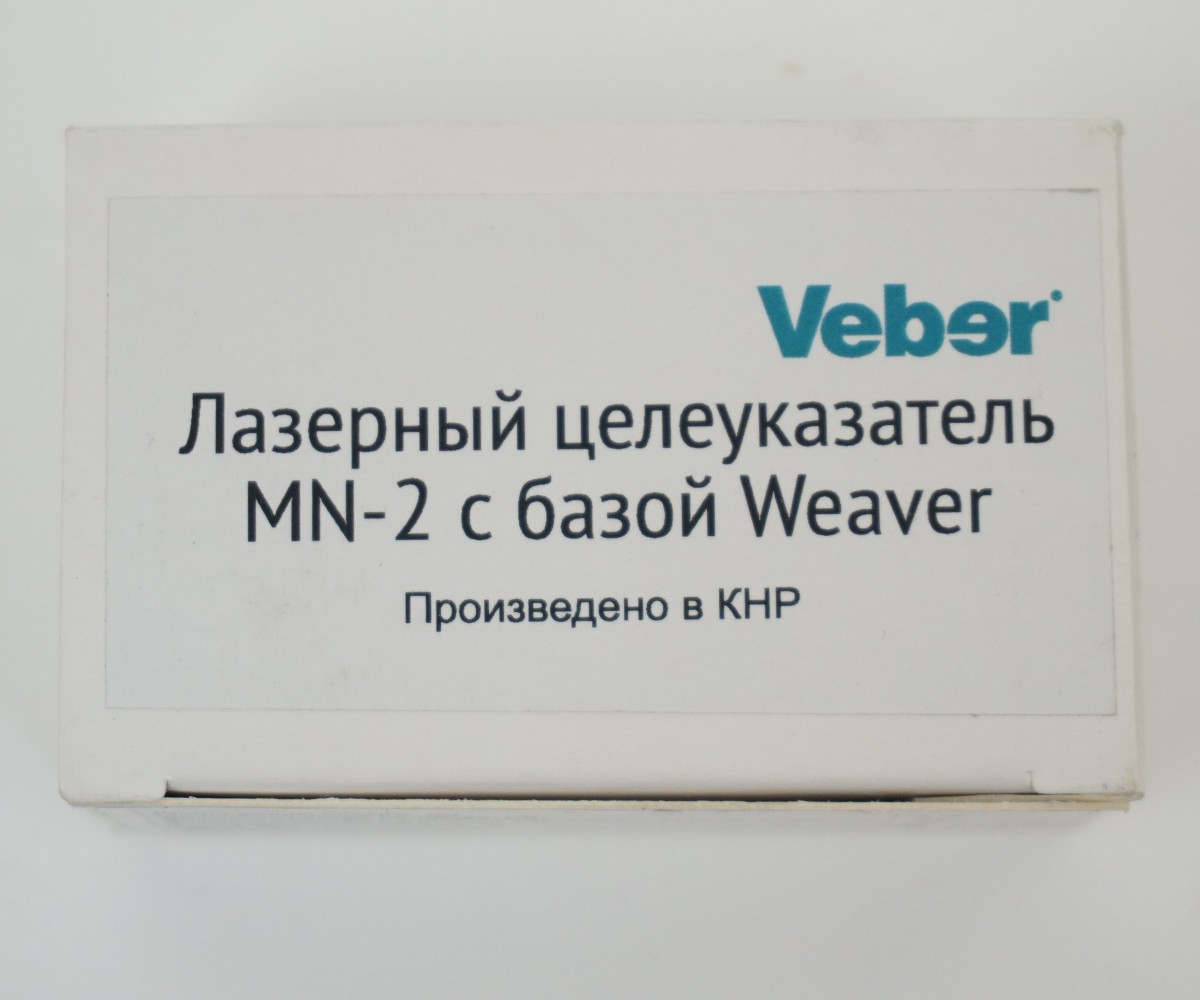 Veber
Лазерный целеуказатель
MN-2 с базой Weaver
Произведено в КНР